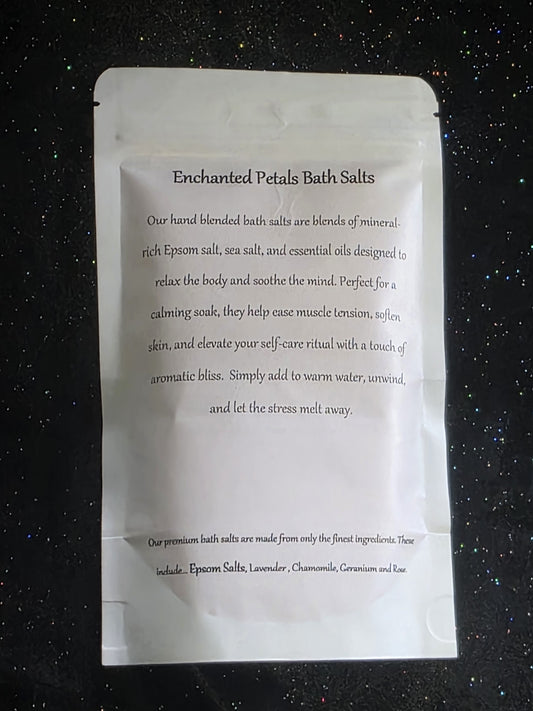 Enchanted Petals Bath Salts
Our hand blended bath salts are blends of mineral-
rich Epsom salt, sea salt, and essential oils designed to
relax the body and soothe the mind. Perfect for a
calming soak, they help ease muscle tension, soften
skin, and elevate your self-care ritual with a touch of
aromatic bliss. Simply add to warm water, unwind,
and let the stress melt away.
Our premium bath salts are made from only the finest ingredients. These
include... Epsom Salts, Lavender , Chamomile, Geranium and Rose.